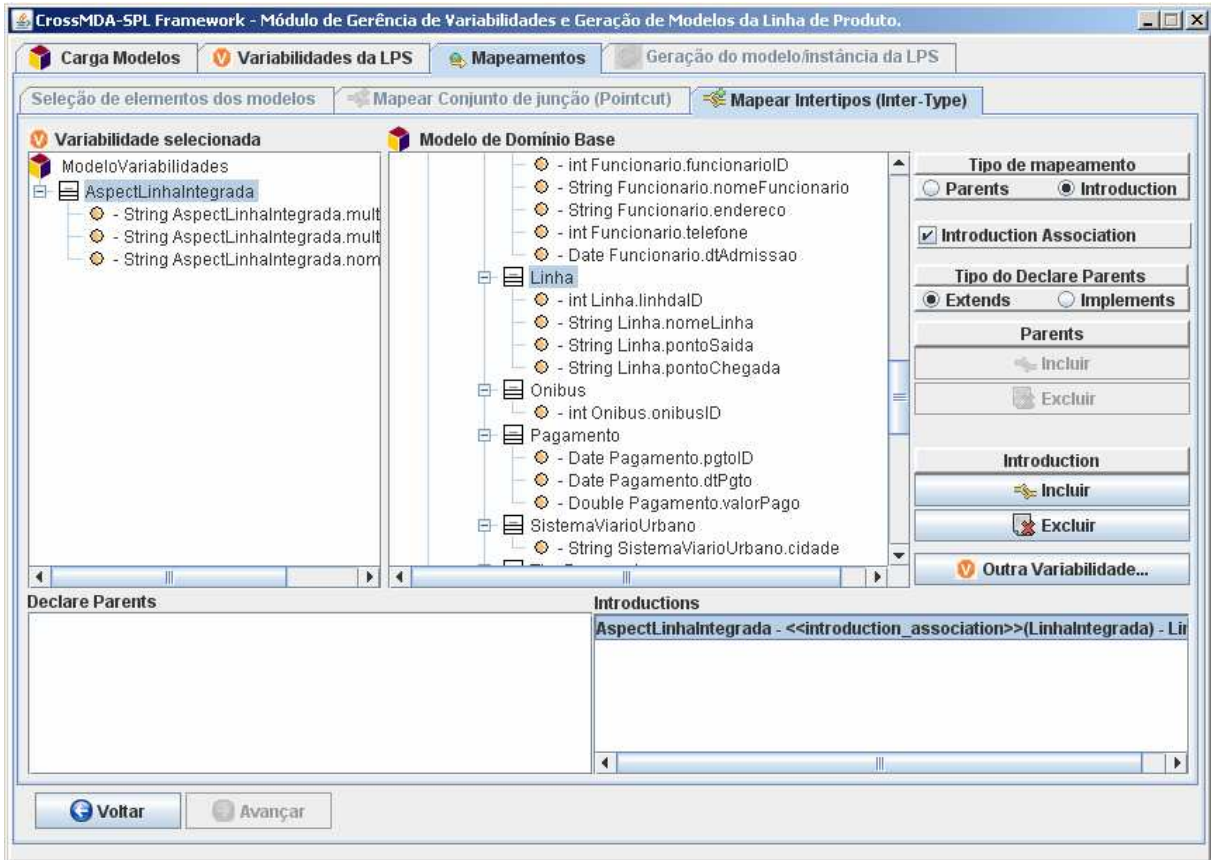 CrossMDA-SPL Framework - Módulo de Gerência de Variabilidades e Geração de Modelos da Linha de Produto.
Carga Modelos
Variabilidades da LPS
Mapeamentos
Geração do modelo/instância da LPS
Seleção de elementos dos modelos
Mapear Conjunto de junção (Pointcut)
Mapear Intertipos (Inter-Type)
Variabilidade selecionada
ModeloVariabilidades
AspectLinhaIntegrada
- String AspectLinhaIntegrada.mult
- String AspectLinhaIntegrada.mult
- String AspectLinhaIntegrada.nom
Modelo de Domínio Base
- int Funcionario.funcionarioID
- String Funcionario.nomeFuncionario
- String Funcionario.endereco
- int Funcionario.telefone
- Date Funcionario.dtAdmissao
Linha
- int Linha.linhdaID
- String Linha.nomeLinha
- String Linha.pontoSaida
- String Linha.pontoChegada
Onibus
- int Onibus.onibusID
Pagamento
- Date Pagamento.pgtoID
- Date Pagamento.dtPgto
- Double Pagamento.valorPago
SistemaViarioUrbano
- String SistemaViarioUrbano.cidade
Tipo de mapeamento
Parents
Introduction
Introduction Association
Tipo do Declare Parents
Extends
Implements
Parents
Incluir
Excluir
Introduction
Incluir
Excluir
Outra Variabilidade...
Declare Parents
Introductions
AspectLinhaIntegrada - <<introduction_association>>(LinhaIntegrada) - Lin
Voltar
Avançar